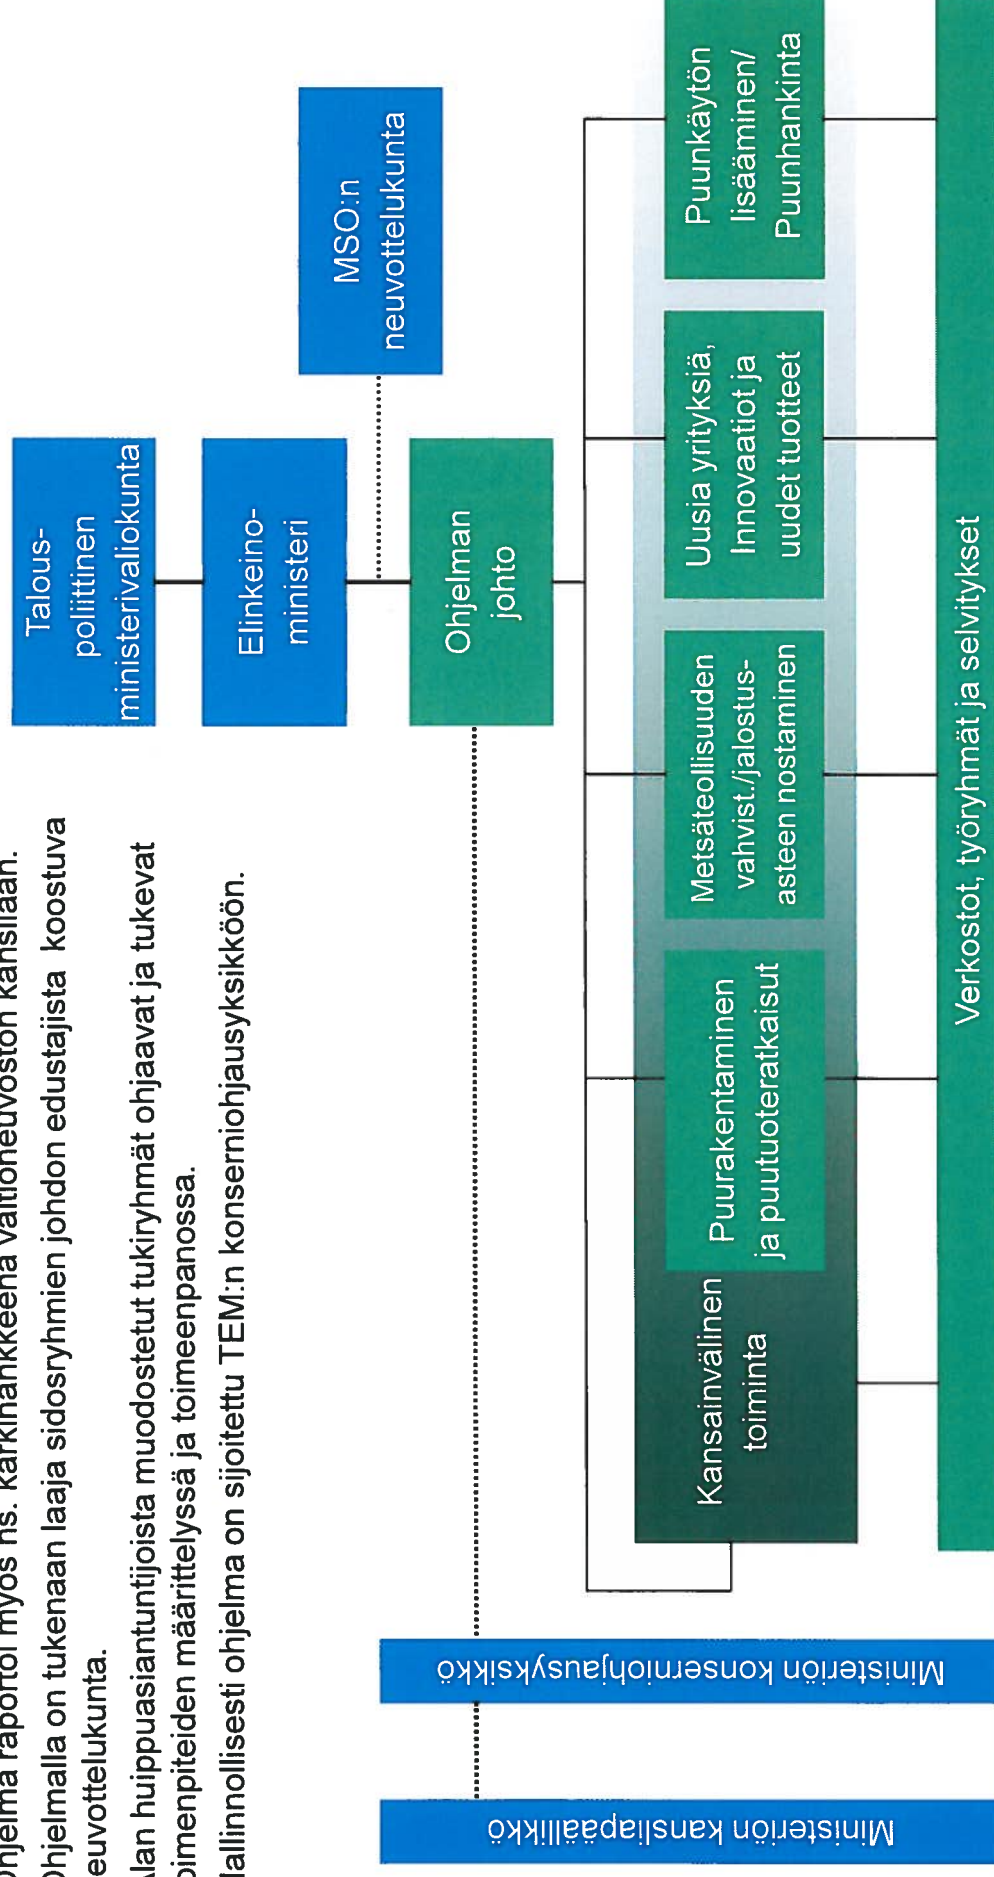 Ohjelma raportoi myös ns. kärkihankkeena valtioneuvoston kansliaan.
Ohjelmalla on tukenaan laaja sidosryhmien johdon edustajista koostuva
euvottelukunta.
Alan huippuasiantuntijoista muodostetut tukiryhmät ohjaavat ja tukevat
oimenpiteiden määrittelyssä ja toimeenpanossa.
Hallinnollisesti ohjelma on sijoitettu TEM:n konserniohjausyksikköön.
Talous-
poliittinen
ministerivaliokunta
Elinkeino-
ministeri
MSO:n
neuvottelukunta
Ohjelman
johto
Ministeriön kansliapäällikkö
Ministeriön konserniohjausyksikkö
Kansainvälinen
toiminta
Puurakentaminen
ja puutuoteratkaisut
Metsäteollisuuden
vahvist./jalostus-
asteen nostaminen
Uusia yrityksiä,
Innovaatiot ja
uudet tuotteet
Puunkäytön
lisääminen/
Puunhankinta
Verkostot, työryhmät ja selvitykset